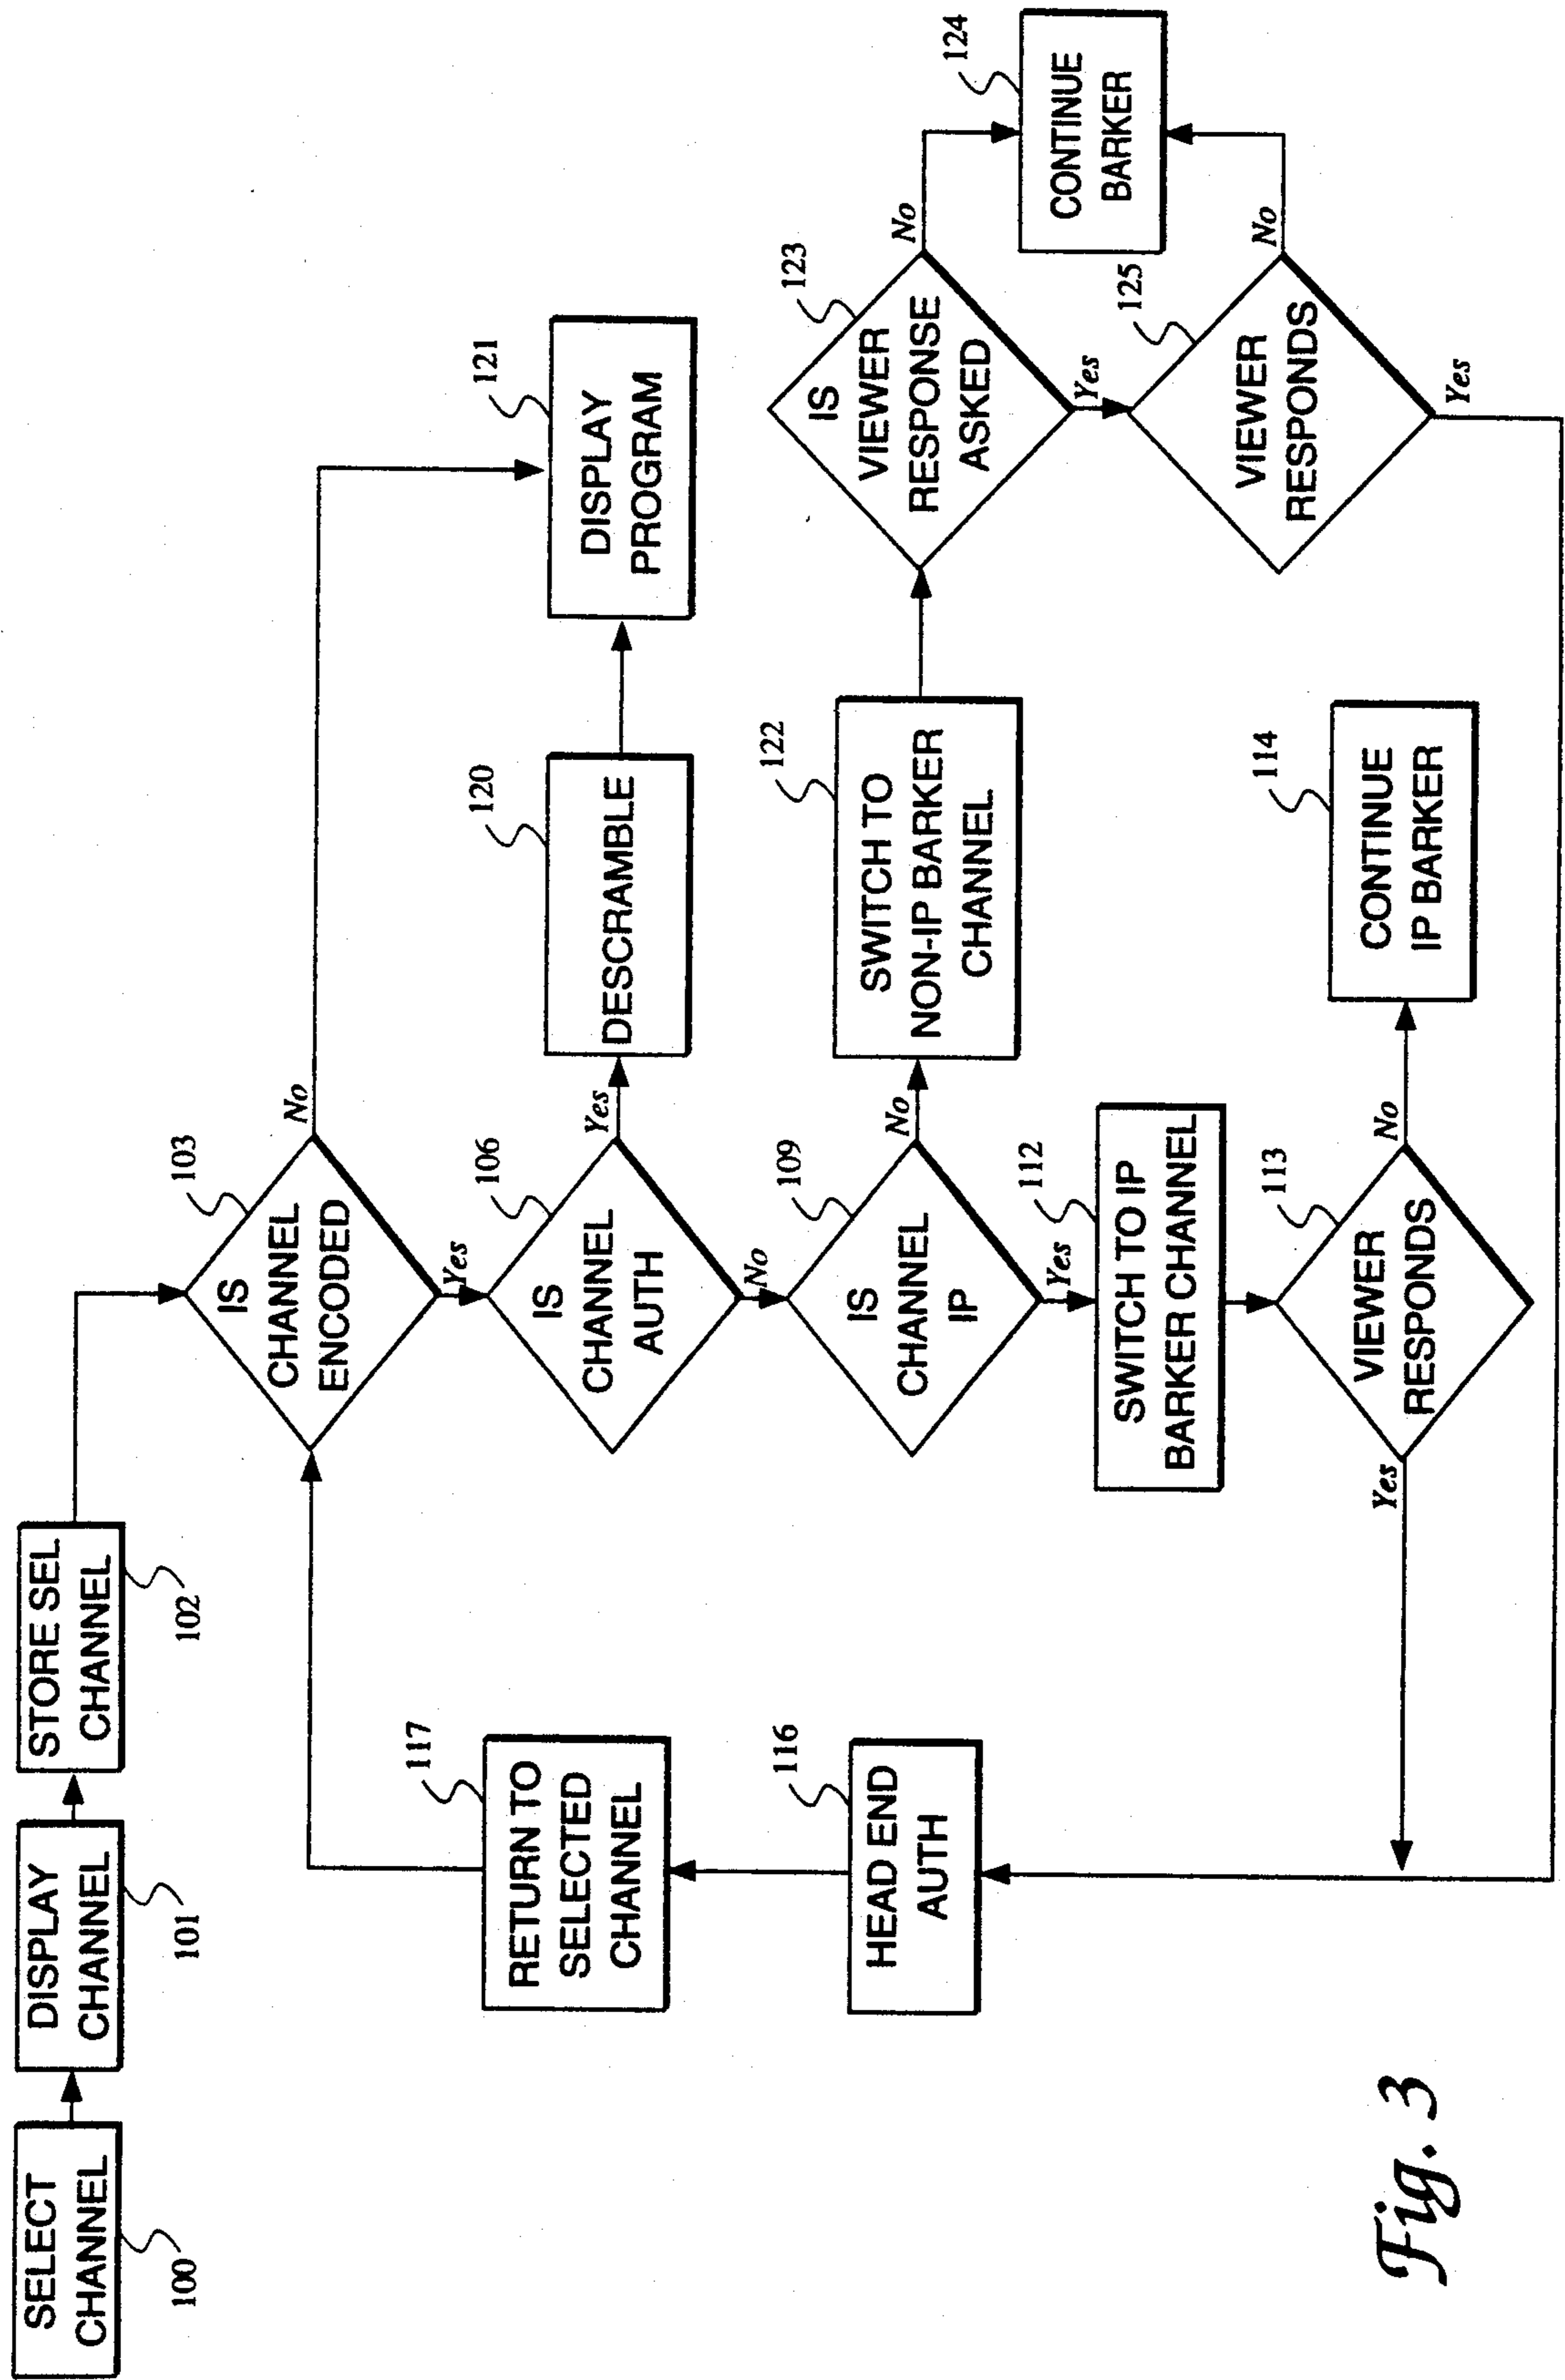 SELECT
CHANNEL
100
DISPLAY
CHANNEL
101
STORE SEL
CHANNEL
102
IS
CHANNEL
ENCODED
103
No
Yes
IS
CHANNEL
AUTH
106
Yes
No
DESCRAMBLE
120
DISPLAY
PROGRAM
121
IS
CHANNEL
IP
109
No
Yes
SWITCH TO
NON-IP BARKER
CHANNEL
122
IS
VIEWER
RESPONSE
ASKED
123
No
Yes
CONTINUE
BARKER
124
VIEWER
RESPONDS
125
No
Yes
SWITCH TO IP
BARKER CHANNEL
112
VIEWER
RESPONDS
113
No
Yes
CONTINUE
IP BARKER
114
HEAD END
AUTH
116
RETURN TO
SELECTED
CHANNEL
117
Fig. 3